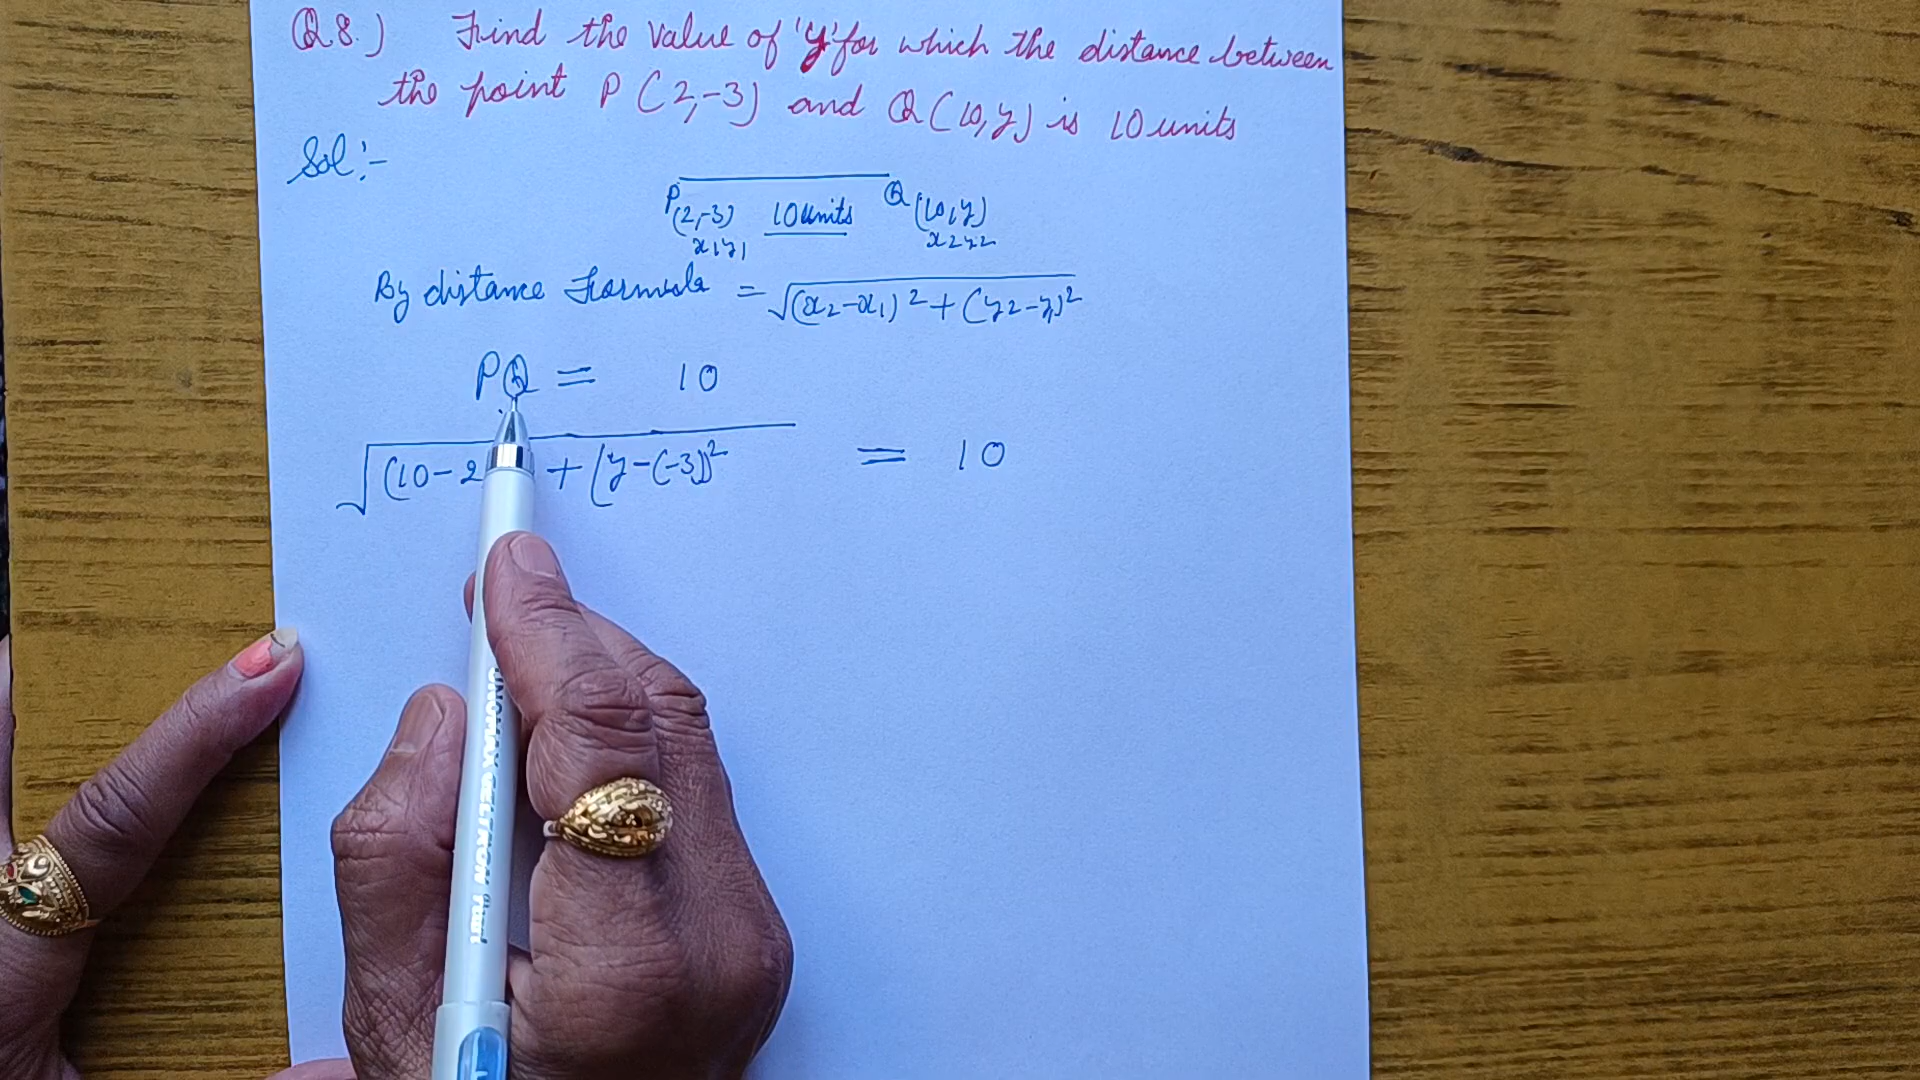 Q.8.) Find the value of 'y' for which the distance between
the point P (2,-3) and Q (10,y) is 10 units
Sol:-
P Q
(2,-3) 10 units (10,y)
x1y1 x2y2
By distance Formula = √(x2-x1)² + (y2-y1)²
PQ = 10
√(10-2 + (y-(-3))² = 10
UNOMAX GELTRON